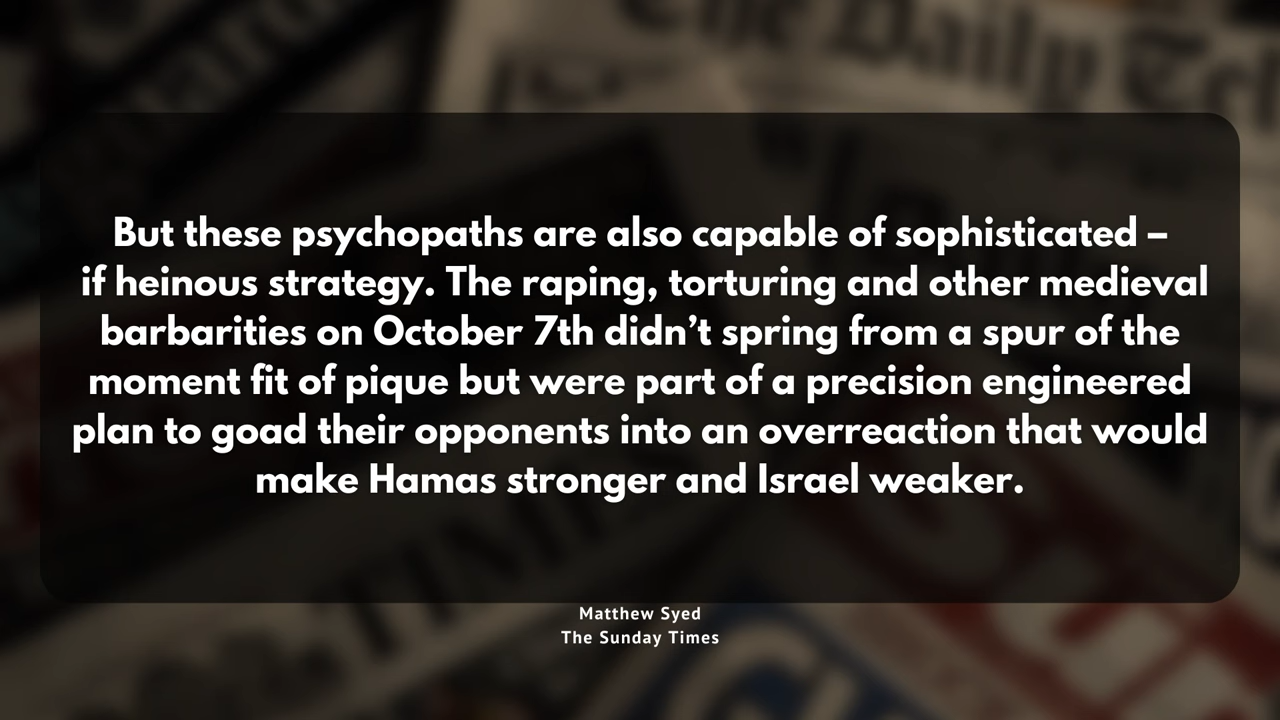 The Daily Tel
But these psychopaths are also capable of sophisticated –
if heinous strategy. The raping, torturing and other medieval
barbarities on October 7th didn’t spring from a spur of the
moment fit of pique but were part of a precision engineered
plan to goad their opponents into an overreaction that would
make Hamas stronger and Israel weaker.
Matthew Syed
The Sunday Times